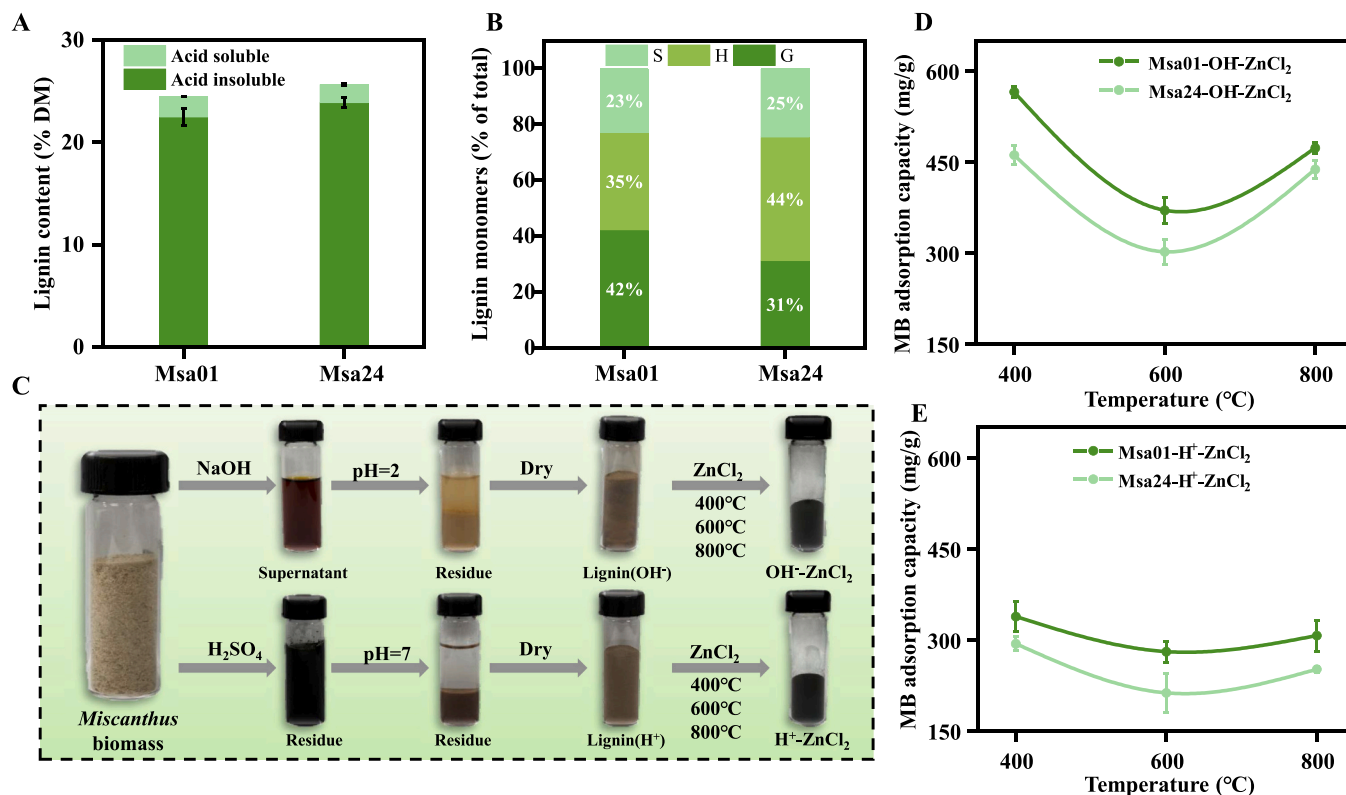 A
30
20
10
0
Lignin content (% DM)
Acid soluble
Acid insoluble
Msa01
Msa24
B
100
80
60
40
20
0
Lignin monomers (% of total)
S H G
23%
35%
42%
25%
44%
31%
Msa01
Msa24
C
Miscanthus
biomass
NaOH
Supernatant
pH=2
Residue
Dry
Lignin(OH⁻)
ZnCl₂
400℃
600℃
800℃
OH⁻-ZnCl₂
H₂SO₄
Residue
pH=7
Residue
Dry
Lignin(H⁺)
ZnCl₂
400℃
600℃
800℃
H⁺-ZnCl₂
D
600
450
300
150
MB adsorption capacity (mg/g)
Msa01-OH⁻-ZnCl₂
Msa24-OH⁻-ZnCl₂
400
600
800
Temperature (℃)
E
600
450
300
150
MB adsorption capacity (mg/g)
Msa01-H⁺-ZnCl₂
Msa24-H⁺-ZnCl₂
400
600
800
Temperature (℃)